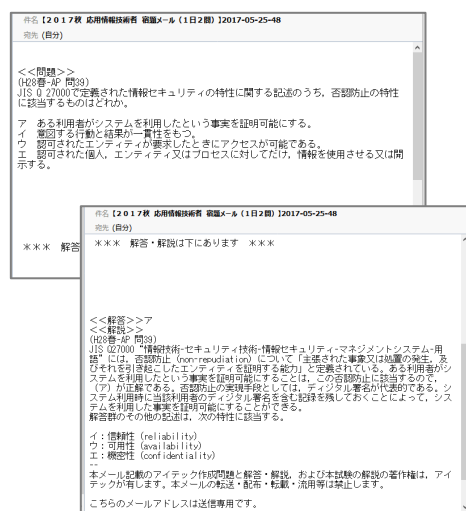 件名【２０１７秋 応用情報技術者 宿題メール（１日２問）】2017-05-25-48
宛先 (自分)
<<問題>>
(H28春-AP 問39)
JIS Q 27000で定義された情報セキュリティの特性に関する記述のうち，否認防止の特性
に該当するものはどれか。
ア　ある利用者がシステムを利用したという事実を証明可能にする。
イ　意図する行動と結果が一貫性をもつ。
ウ　認可されたエンティティが要求したときにアクセスが可能である。
エ　認可された個人，エンティティ又はプロセスに対してだけ，情報を使用させる又は開
示する。
＊＊＊　解答
件名【２０１７秋 応用情報技術者 宿題メール（１日２問）】2017-05-25-48
宛先 (自分)
＊＊＊　解答・解説は下にあります　＊＊＊
<<解答>>ア
<<解説>>
(H28春-AP 問39)
JIS Q27000“情報技術-セキュリティ技術-情報セキュリティ-マネジメントシステム-用
語”には，否認防止（non-repudiation）について「主張された事象又は処置の発生，及
びそれを引き起こしたエンティティを証明する能力」と定義されている。ある利用者がシ
ステムを利用したという事実を証明可能にすることは，この否認防止に該当するので，
（ア）が正解である。否認防止の実現手段としては，ディジタル署名が代表的である。シ
ステム利用時に当該利用者のディジタル署名を含む記録を残しておくことによって，シス
テムを利用した事実を証明可能にすることができる。
解答群のその他の記述は，次の特性に該当する。
イ：信頼性（reliability）
ウ：可用性（availability）
エ：機密性（confidentiality）
--
本メール記載のアイテック作成問題と解答・解説，および本試験の解説の著作権は，アイ
テックが有します。本メールの転送・配布・転載・流用等は禁止します。
こちらのメールアドレスは送信専用です。